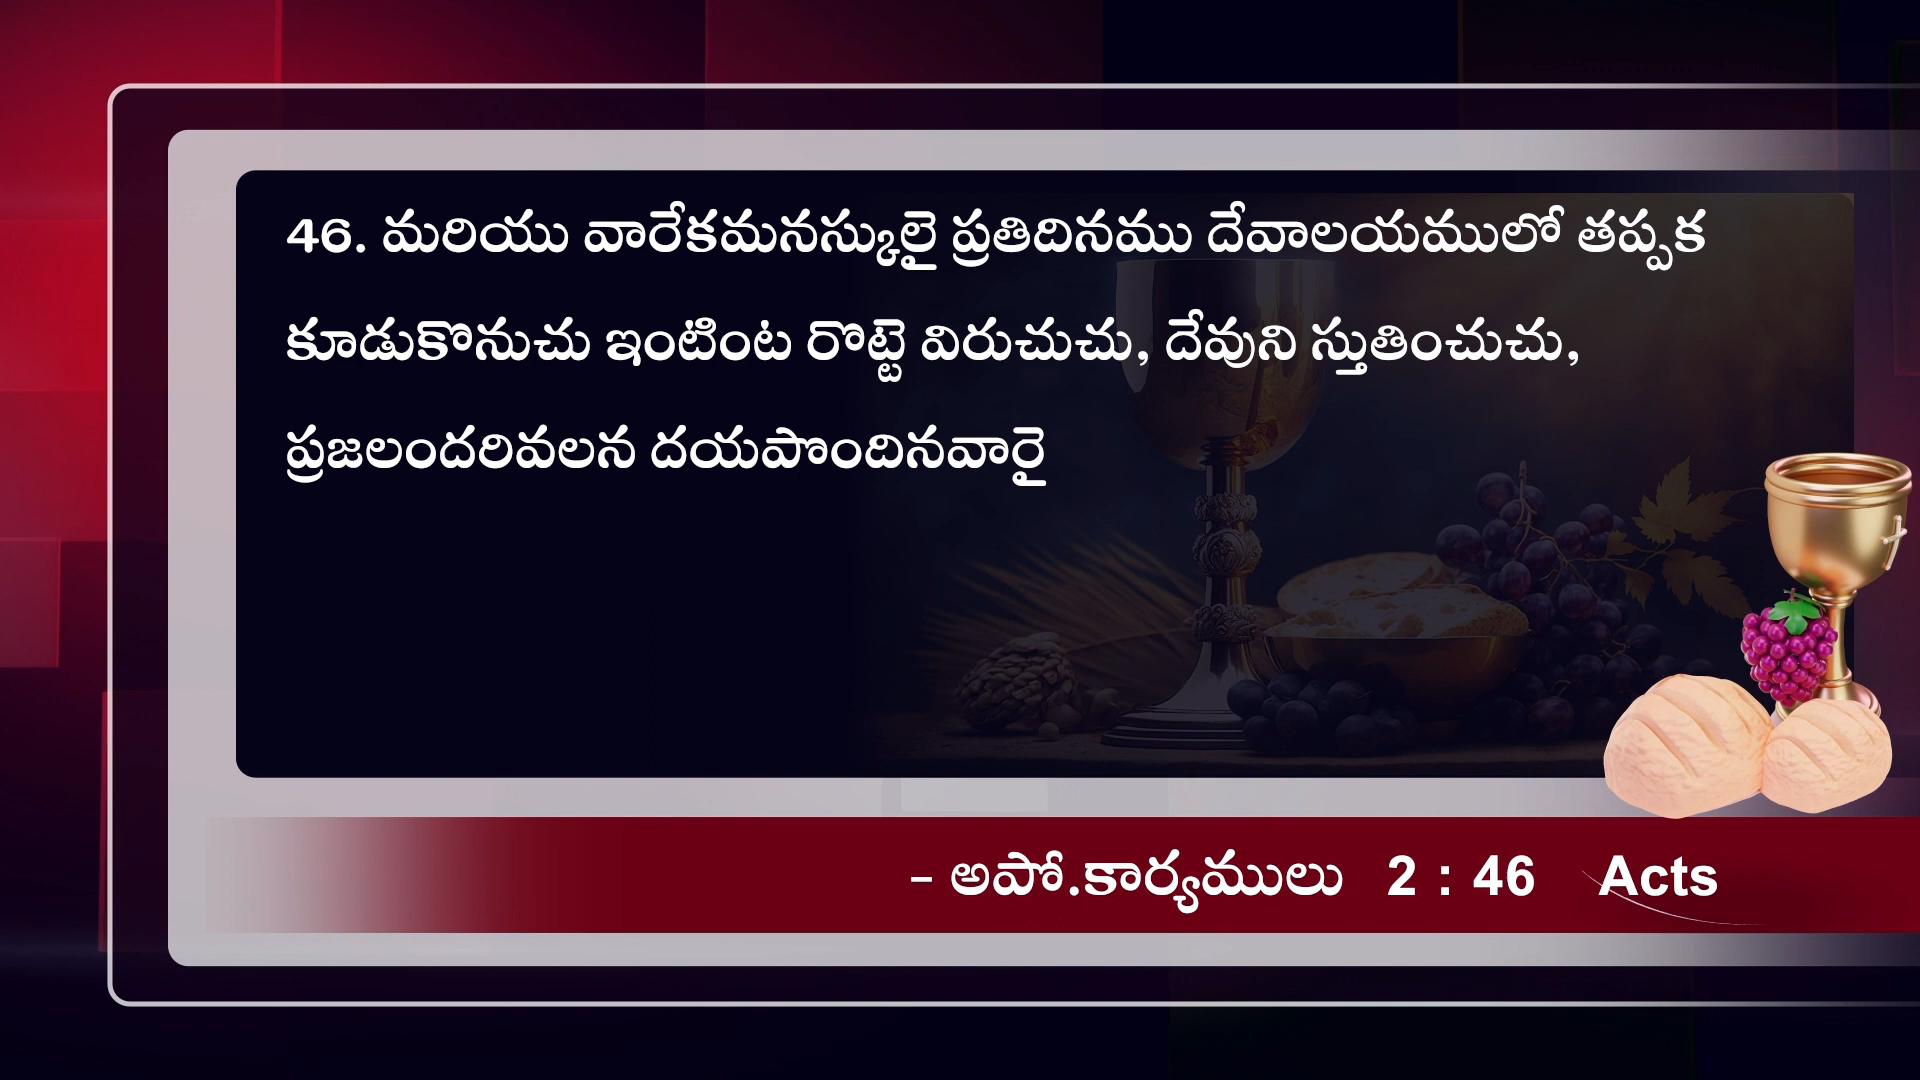 46. మరియు వారేకమనస్కులై ప్రతిదినము దేవాలయములో తప్పక
కూడుకొనుచు ఇంటింట రొట్టె విరుచుచు, దేవుని స్తుతించుచు,
ప్రజలందరివలన దయపొందినవారై
- అపో.కార్యములు 2 : 46 Acts